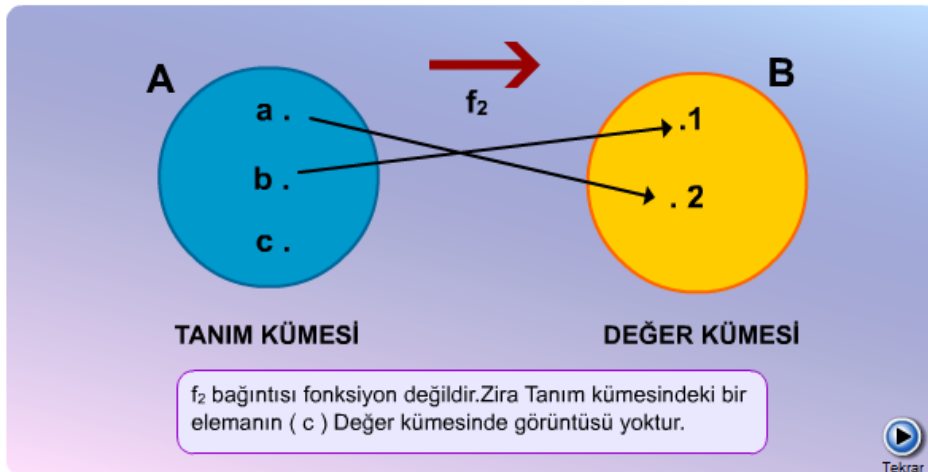 A
B
f₂
a .
.1
b .
. 2
c .
TANIM KÜMESİ
DEĞER KÜMESİ
f₂ bağıntısı fonksiyon değildir.Zira Tanım kümesindeki bir
elemanın ( c ) Değer kümesinde görüntüsü yoktur.
Tekrar